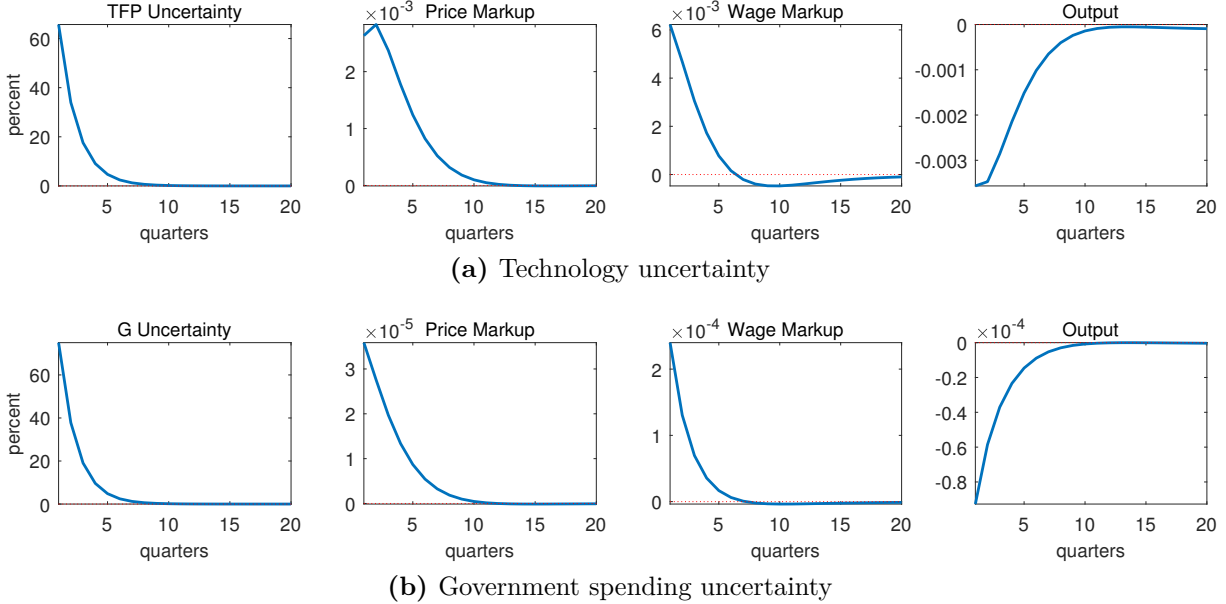 TFP Uncertainty
percent
60
40
20
0
5 10 15 20
quarters
×10⁻³ Price Markup
2
1
0
5 10 15 20
quarters
×10⁻³ Wage Markup
6
4
2
0
5 10 15 20
quarters
Output
0
-0.001
-0.002
-0.003
5 10 15 20
quarters
(a) Technology uncertainty
G Uncertainty
percent
60
40
20
0
5 10 15 20
quarters
×10⁻⁵ Price Markup
3
2
1
0
5 10 15 20
quarters
×10⁻⁴ Wage Markup
2
1
0
5 10 15 20
quarters
×10⁻⁴ Output
0
-0.2
-0.4
-0.6
-0.8
5 10 15 20
quarters
(b) Government spending uncertainty